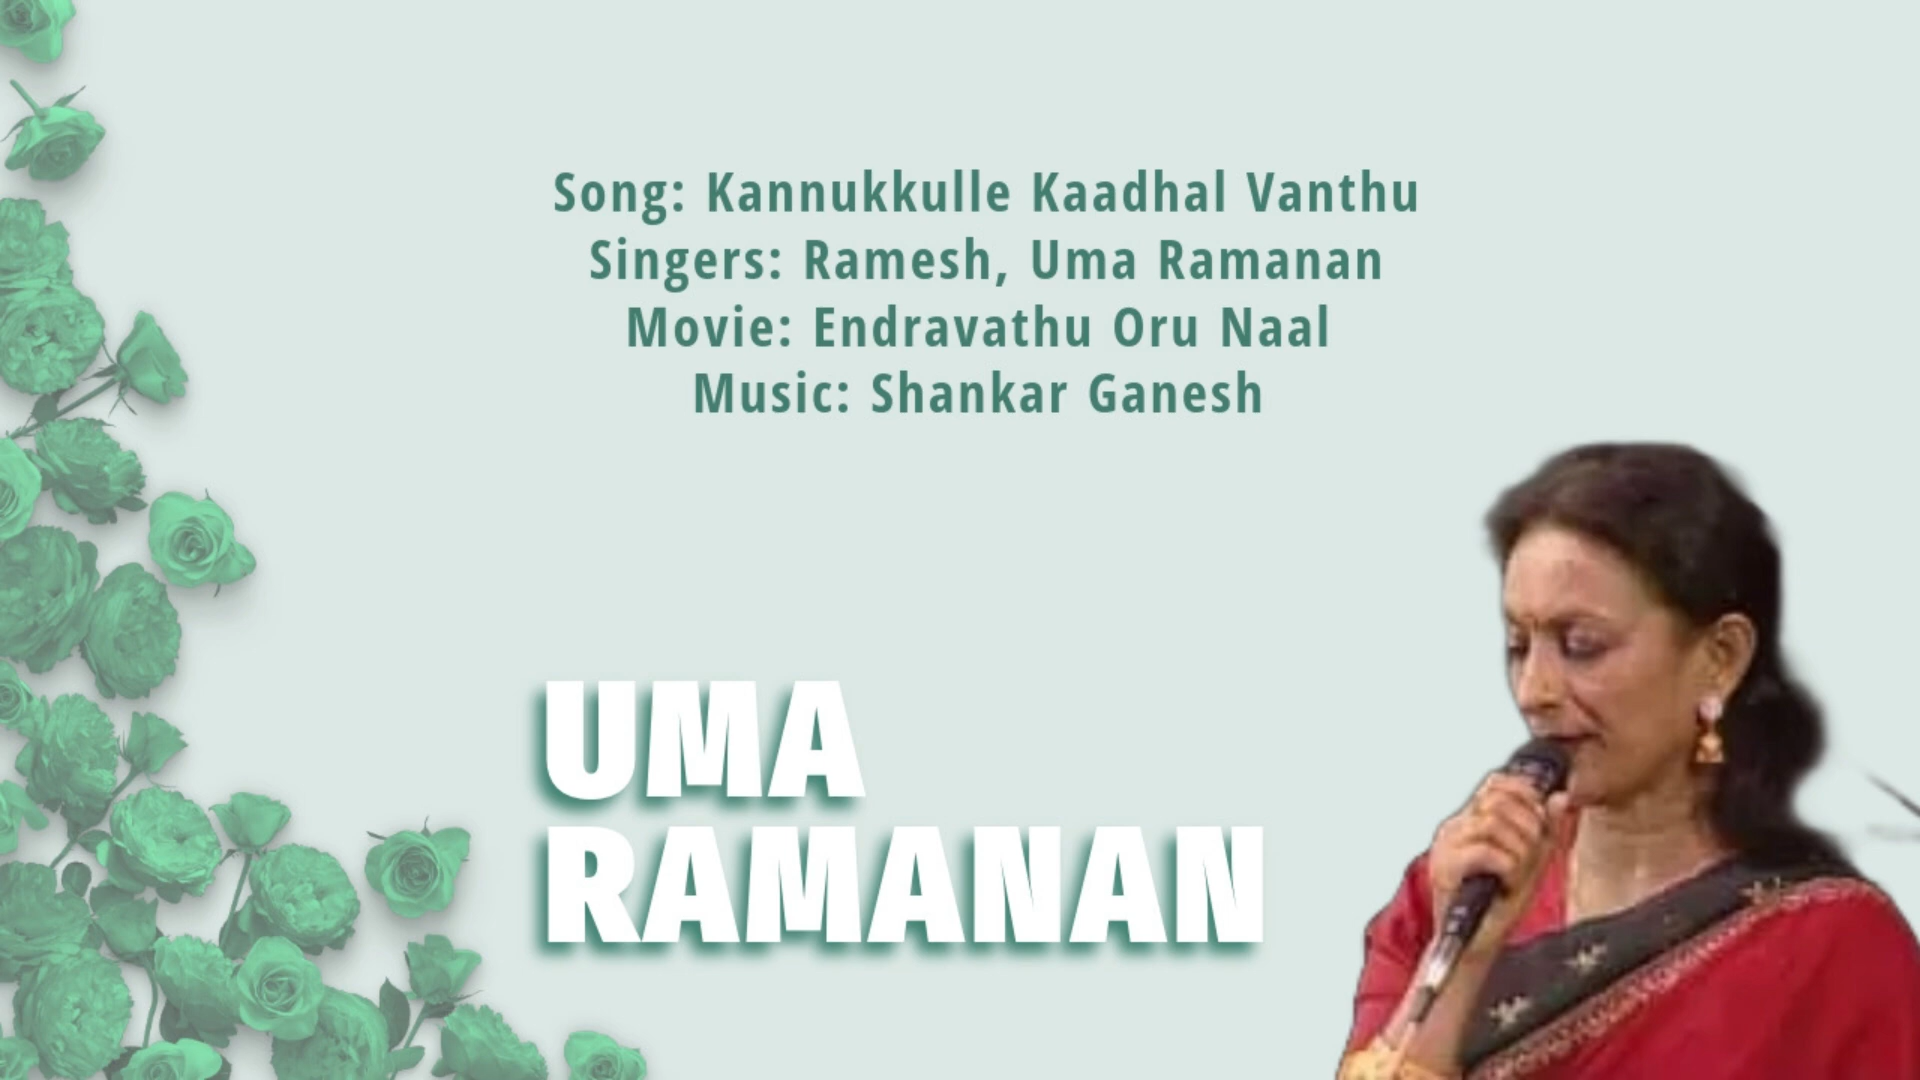 Song: Kannukkulle Kaadhal Vanthu
Singers: Ramesh, Uma Ramanan
Movie: Endravathu Oru Naal
Music: Shankar Ganesh
UMA
RAMANAN